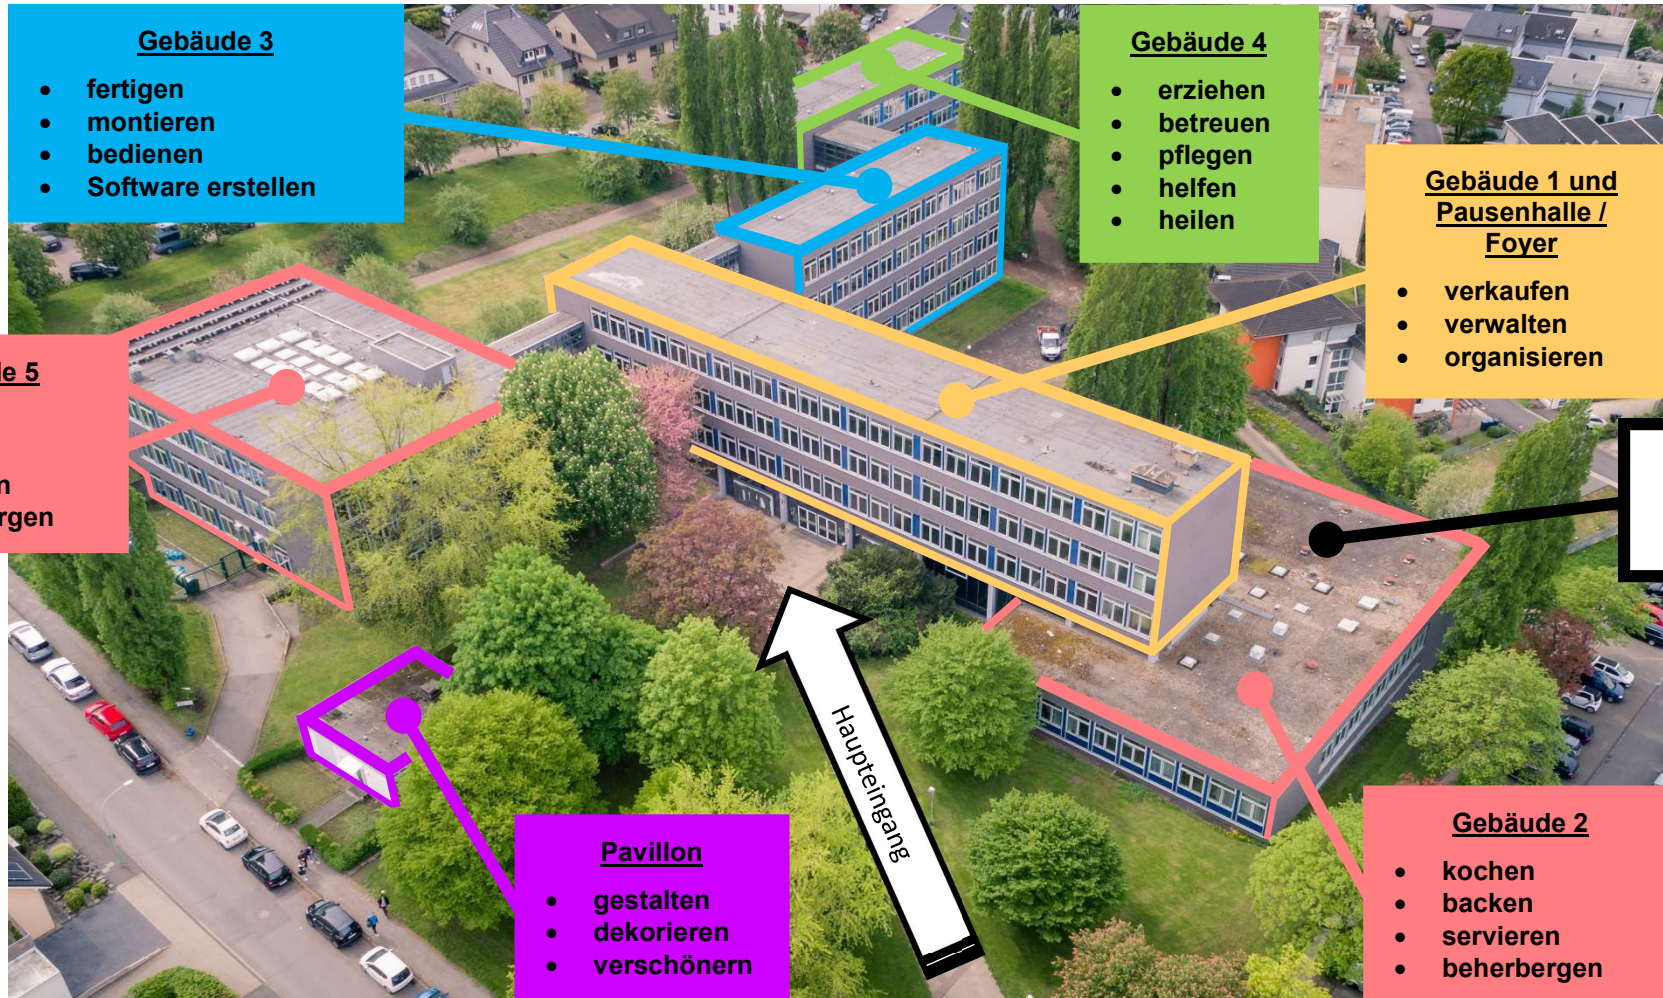 Gebäude 3
• fertigen
• montieren
• bedienen
• Software erstellen
Gebäude 4
• erziehen
• betreuen
• pflegen
• helfen
• heilen
Gebäude 1 und
Pausenhalle /
Foyer
• verkaufen
• verwalten
• organisieren
5
Haupteingang
Pavillon
• gestalten
• dekorieren
• verschönern
Gebäude 2
• kochen
• backen
• servieren
• beherbergen